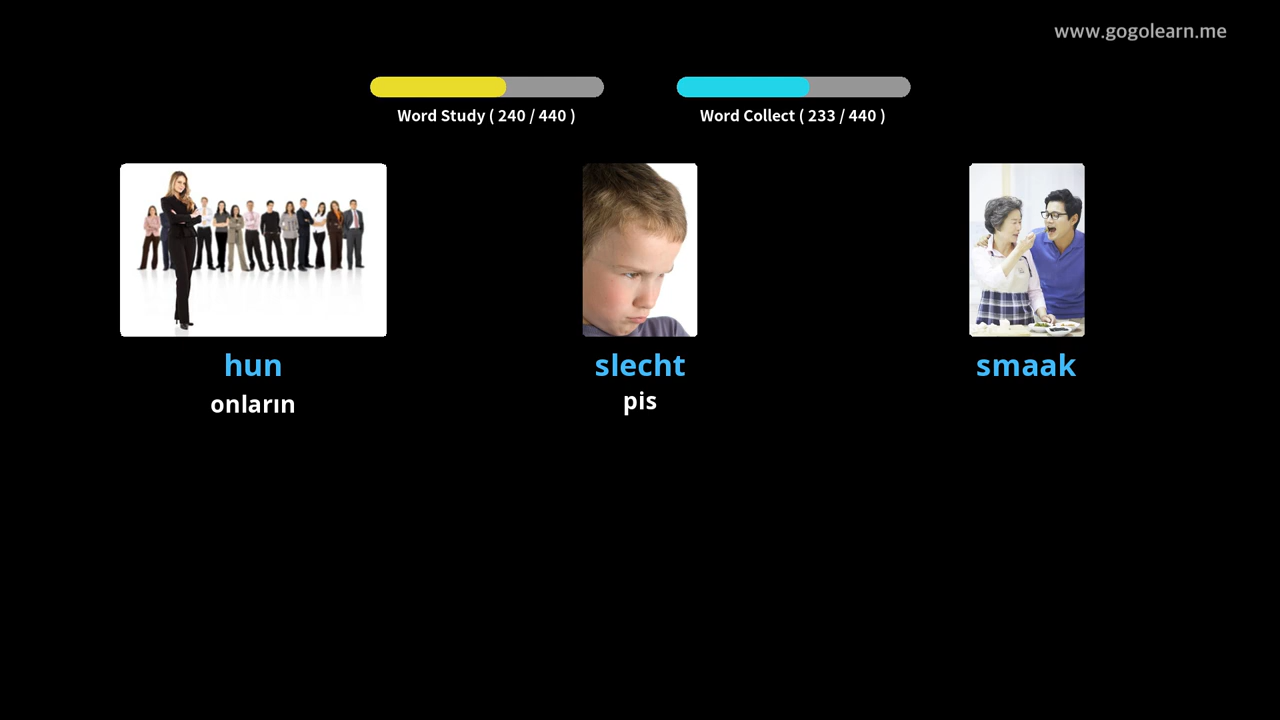 www.gogolearn.me
Word Study ( 240 / 440 )
Word Collect ( 233 / 440 )
hun
slecht
smaak
onların
pis